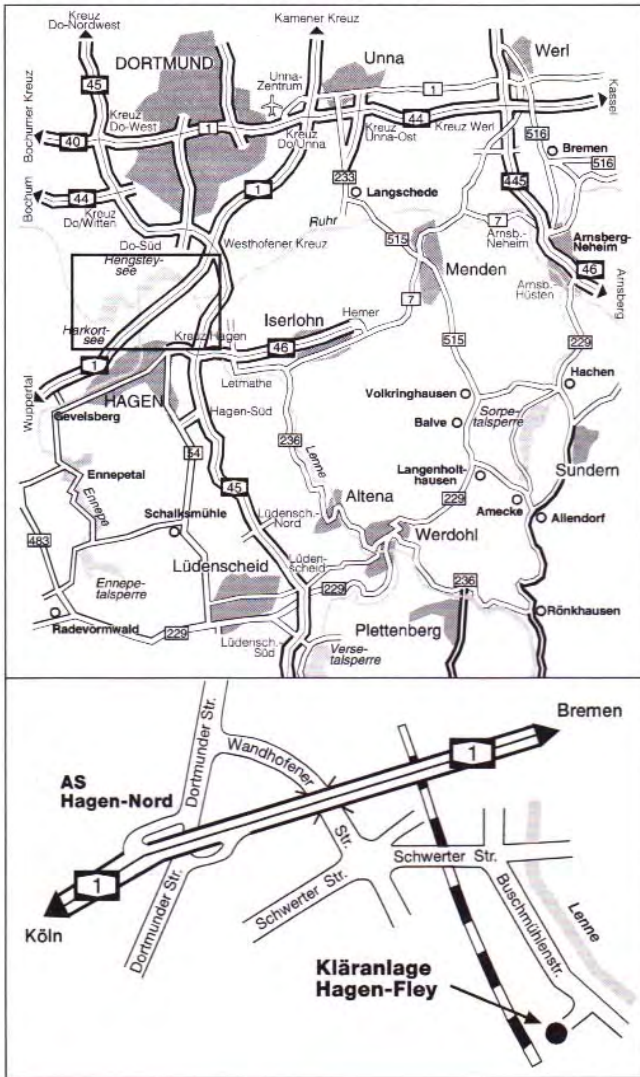 Kreuz
Do-Nordwest
Kamener Kreuz
DORTMUND
Unna-
Zentrum
Unna
Werl
45
1
Kassel
Bochumer Kreuz
Kreuz
Do-West
40
1
Kreuz
Do/Unna
Kreuz
Unna-Ost
44
Kreuz Werl
516
Bremen
516
Bochum
44
Kreuz
Do/Witten
1
233
Langschede
445
Ruhr
7
Do-Süd
Westhofener Kreuz
515
Arnsb.-
Neheim
Arnsberg-
Neheim
Hengstey-
see
Menden
46
Arnsberg
Arnsb.-
Hüsten
7
Harkort-
see
Kreuz Hagen
Iserlohn
Hemer
46
1
515
229
Wuppertal
Letmathe
Hachen
HAGEN
Gevelsberg
Hagen-Süd
Volkringhausen
Sorpe-
talsperre
236
Balve
54
Lenne
Ennepetal
Langenholt-
hausen
Sundern
Ennepe
45
Altena
229
Amecke
Allendorf
Schalksmühle
Lüdensch.-
Nord
Werdohl
483
Lüdenscheid
Lüden-
scheid
Ennepe-
talsperre
229
236
Rönkhausen
Radevormwald
229
Plettenberg
Lüdensch.
Süd
Verse-
talsperre
Bremen
1
Dortmunder Str.
Wandhofener
Str.
AS
Hagen-Nord
Schwerter Str.
1
Schwerter Str.
Dortmunder Str.
Buschmühlenstr.
Lenne
Köln
Kläranlage
Hagen-Fley